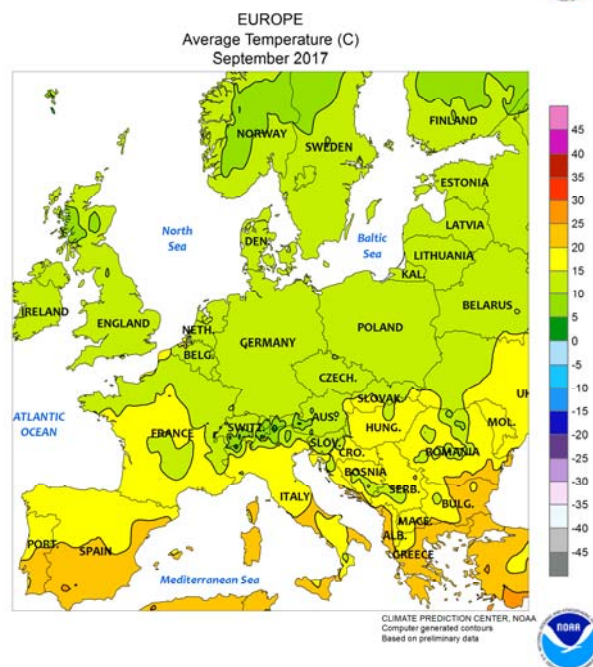 EUROPE
Average Temperature (C)
September 2017
NORWAY
SWEDEN
FINLAND
ESTONIA
LATVIA
LITHUANIA
KAL.
BELARUS
North
Sea
Baltic
Sea
DEN.
IRELAND
ENGLAND
NETH.
BELG.
GERMANY
POLAND
CZECH.
SLOVAK.
UK
ATLANTIC
OCEAN
FRANCE
SWITZ.
AUS.
HUNG.
MOL.
SLOV.
CRO.
ROMANIA
BOSNIA
SERB.
ITALY
BULG.
MACE.
PORT.
SPAIN
ALB.
GREECE
Mediterranean Sea
45
40
35
30
25
20
15
10
5
0
-5
-10
-15
-20
-25
-30
-35
-40
-45
CLIMATE PREDICTION CENTER, NOAA
Computer generated contours
Based on preliminary data
NOAA